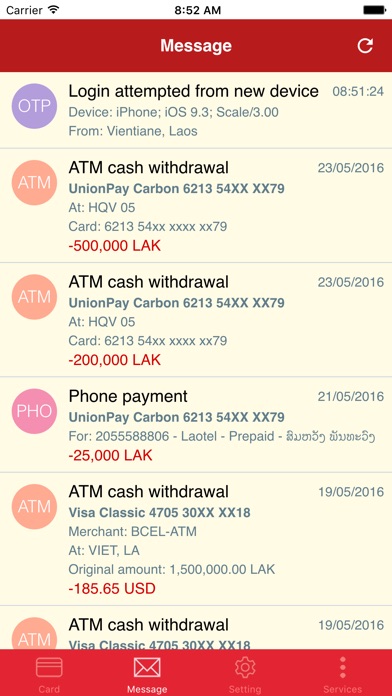 Carrier 8:52 AM
Message
OTP
Login attempted from new device 08:51:24
Device: iPhone; iOS 9.3; Scale/3.00
From: Vientiane, Laos
ATM
ATM cash withdrawal 23/05/2016
UnionPay Carbon 6213 54XX XX79
At: HQV 05
Card: 6213 54xx xxxx xx79
-500,000 LAK
ATM
ATM cash withdrawal 23/05/2016
UnionPay Carbon 6213 54XX XX79
At: HQV 05
Card: 6213 54xx xxxx xx79
-200,000 LAK
PHO
Phone payment 21/05/2016
UnionPay Carbon 6213 54XX XX79
For: 2055588806 - Laotel - Prepaid - ສົມຫວັງ ພັນທະວົງ
-25,000 LAK
ATM
ATM cash withdrawal 19/05/2016
Visa Classic 4705 30XX XX18
Merchant: BCEL-ATM
At: VIET, LA
Original amount: 1,500,000.00 LAK
-185.65 USD
ATM
ATM cash withdrawal 19/05/2016
Visa Classic 4705 30XX XX18
Card Message Setting Services